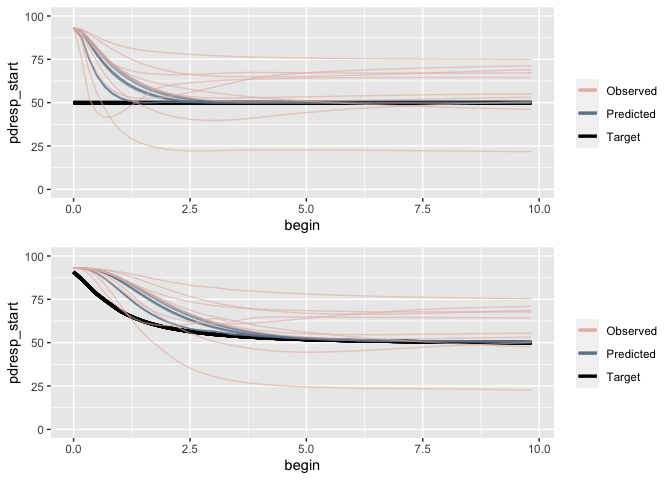 100
75
50
25
0
pdresp_start
0.0 2.5 5.0 7.5 10.0
begin
Observed
Predicted
Target
100
75
50
25
0
pdresp_start
0.0 2.5 5.0 7.5 10.0
begin
Observed
Predicted
Target